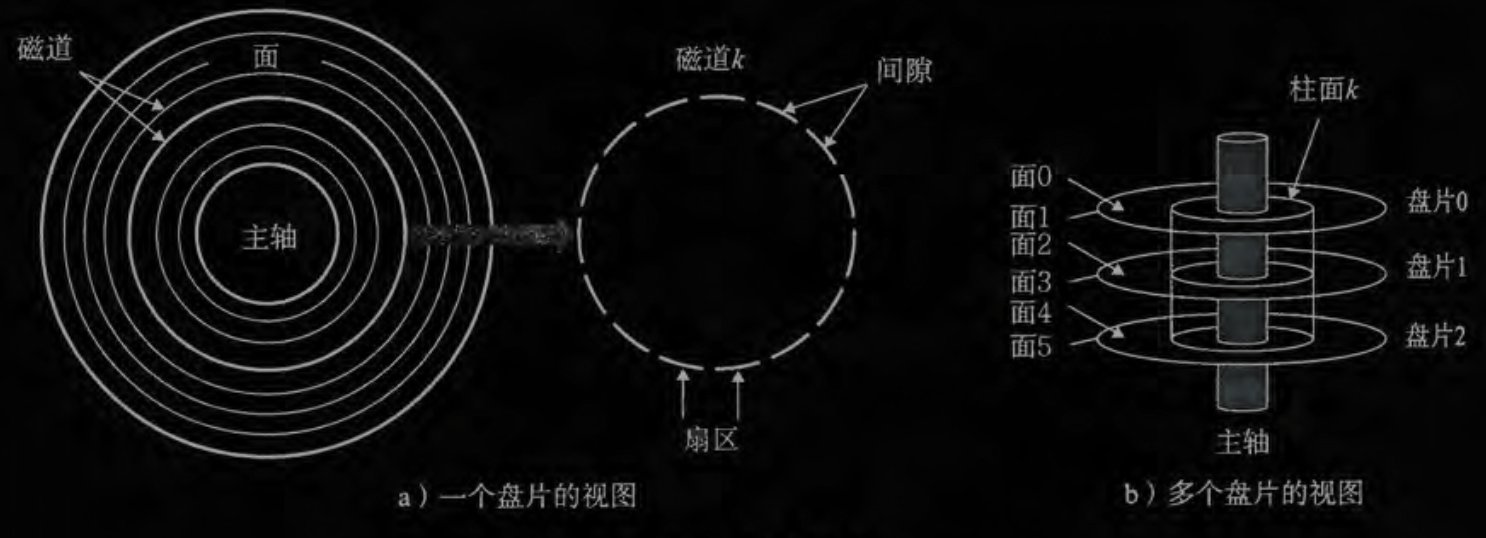 磁道
面
主轴
磁道k
间隙
扇区
a）一个盘片的视图
柱面k
面0
面1
面2
面3
面4
面5
盘片0
盘片1
盘片2
主轴
b）多个盘片的视图